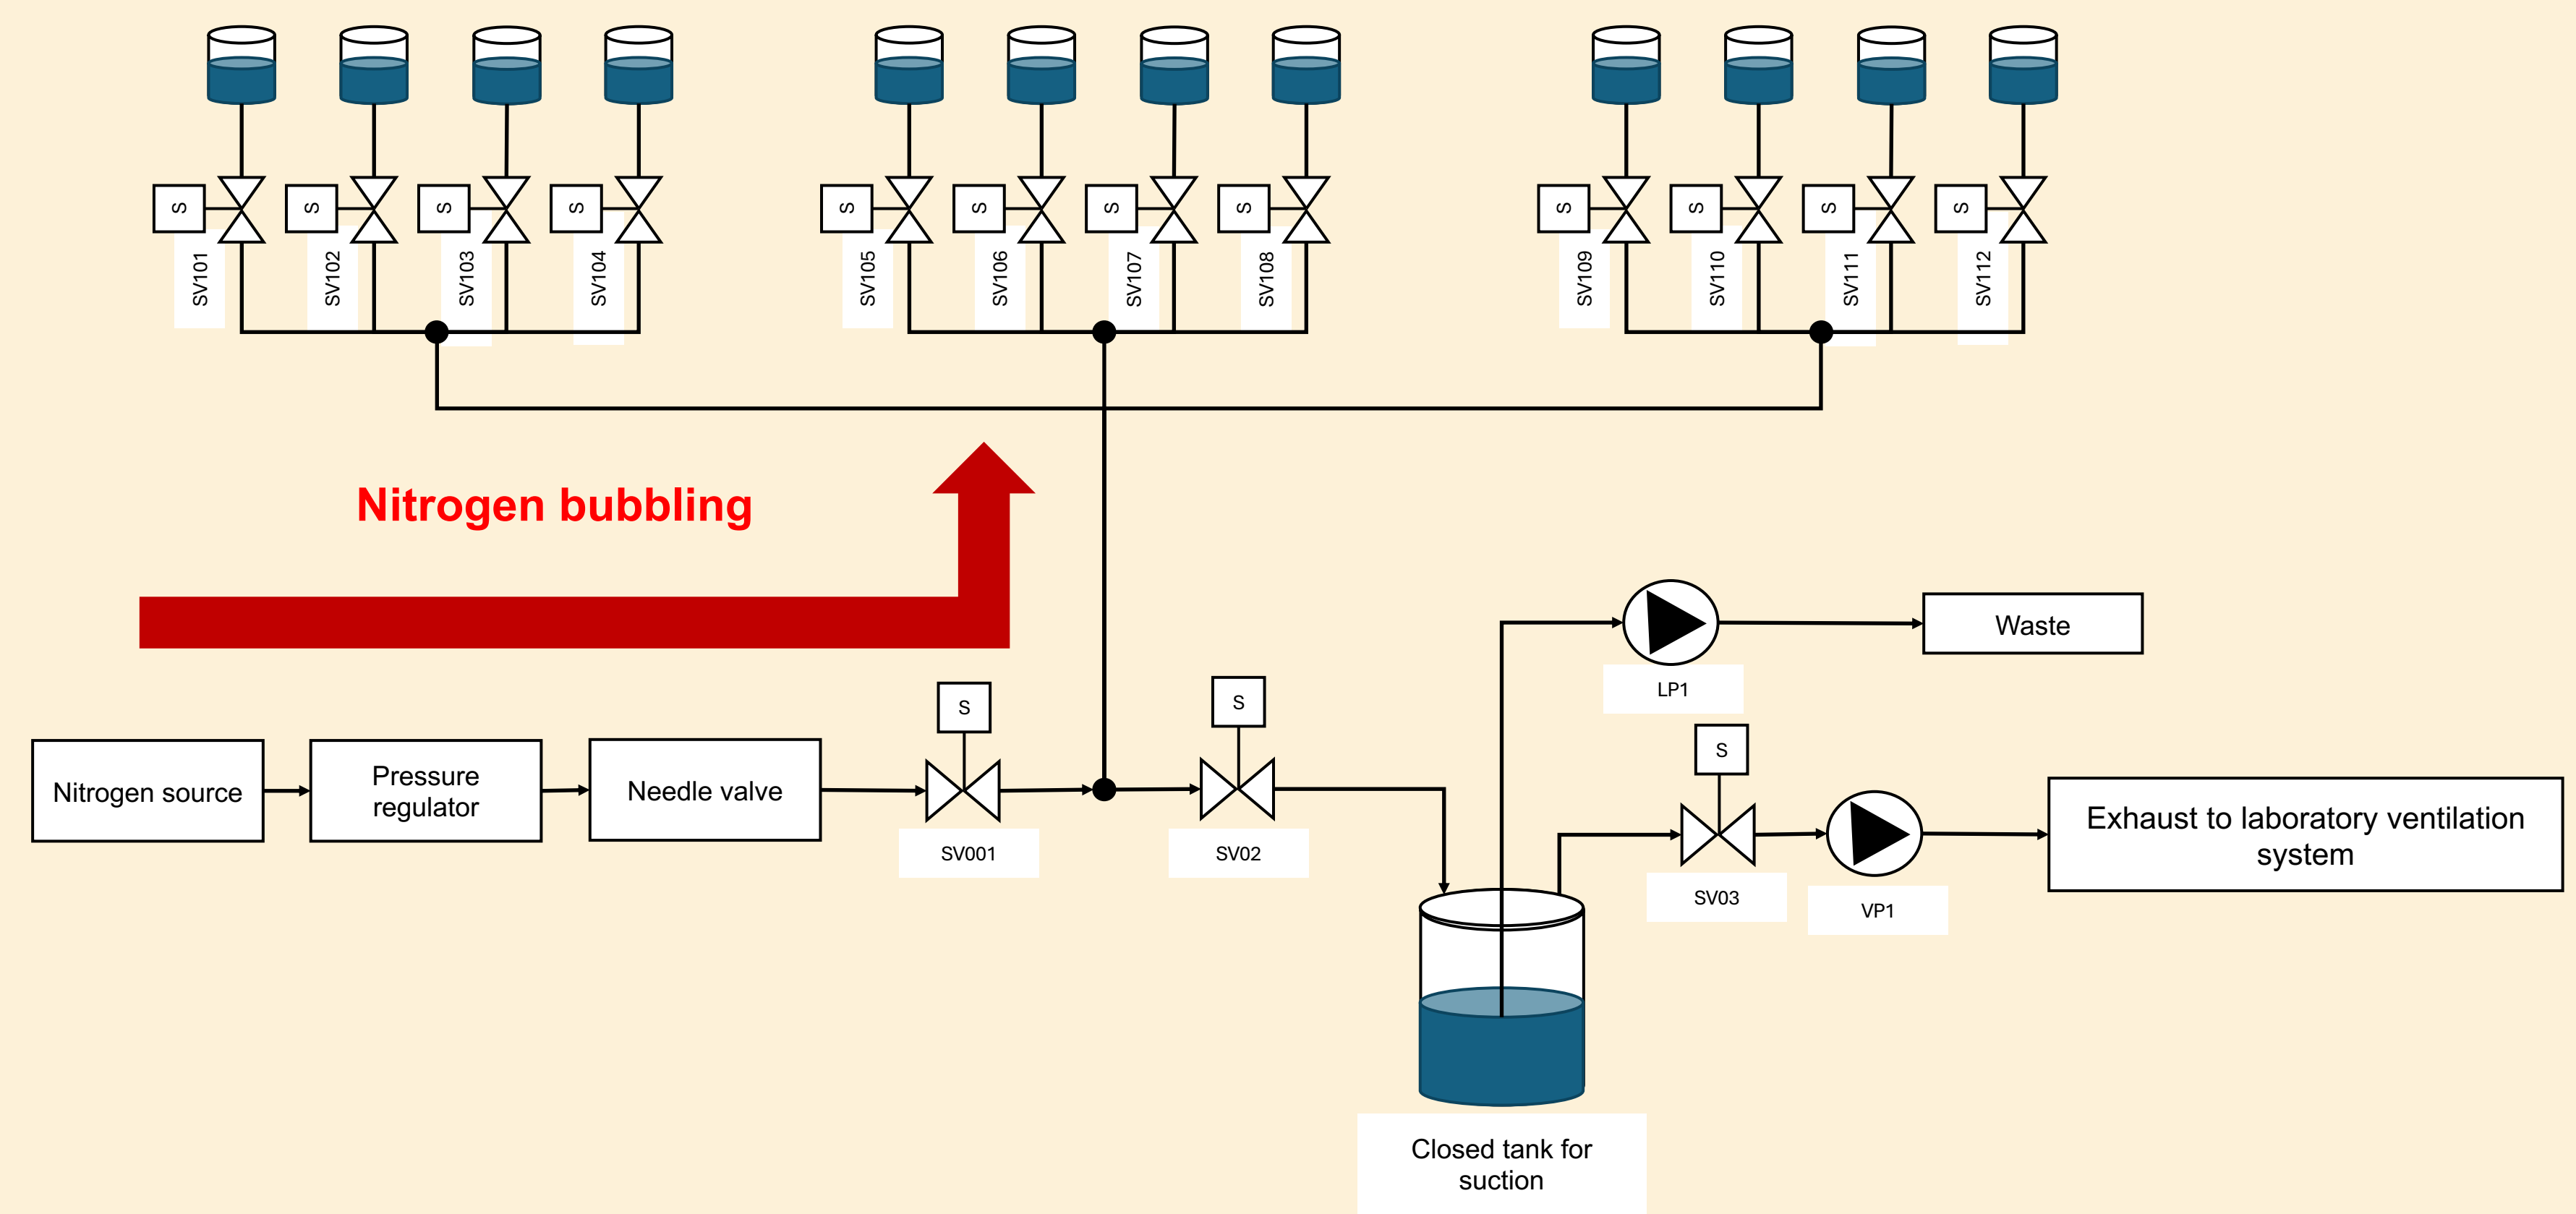 S
S
S
S
S
S
S
S
S
S
S
S
SV101
SV102
SV103
SV104
SV105
SV106
SV107
SV108
SV109
SV110
SV111
SV112
Nitrogen bubbling
Waste
LP1
S
S
S
Nitrogen source
Pressure
regulator
Needle valve
SV001
SV02
SV03
VP1
Exhaust to laboratory ventilation
system
Closed tank for
suction